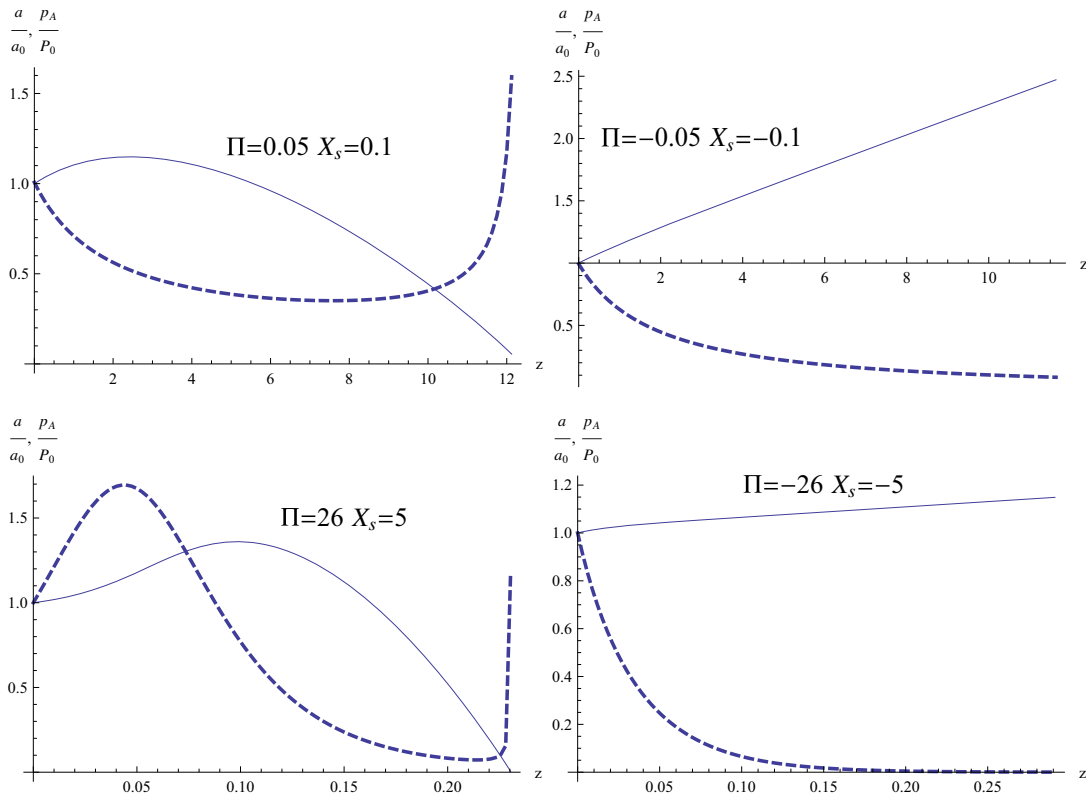 a/a₀, p_A/P₀
1.5
1.0
0.5
2 4 6 8 10 12 z
Π=0.05 Xₛ=0.1
a/a₀, p_A/P₀
2.5
2.0
1.5
0.5
2 4 6 8 10 z
Π=−0.05 Xₛ=−0.1
a/a₀, p_A/P₀
1.5
1.0
0.5
0.05 0.10 0.15 0.20 z
Π=26 Xₛ=5
a/a₀, p_A/P₀
1.2
1.0
0.8
0.6
0.4
0.2
0.05 0.10 0.15 0.20 0.25 z
Π=−26 Xₛ=−5